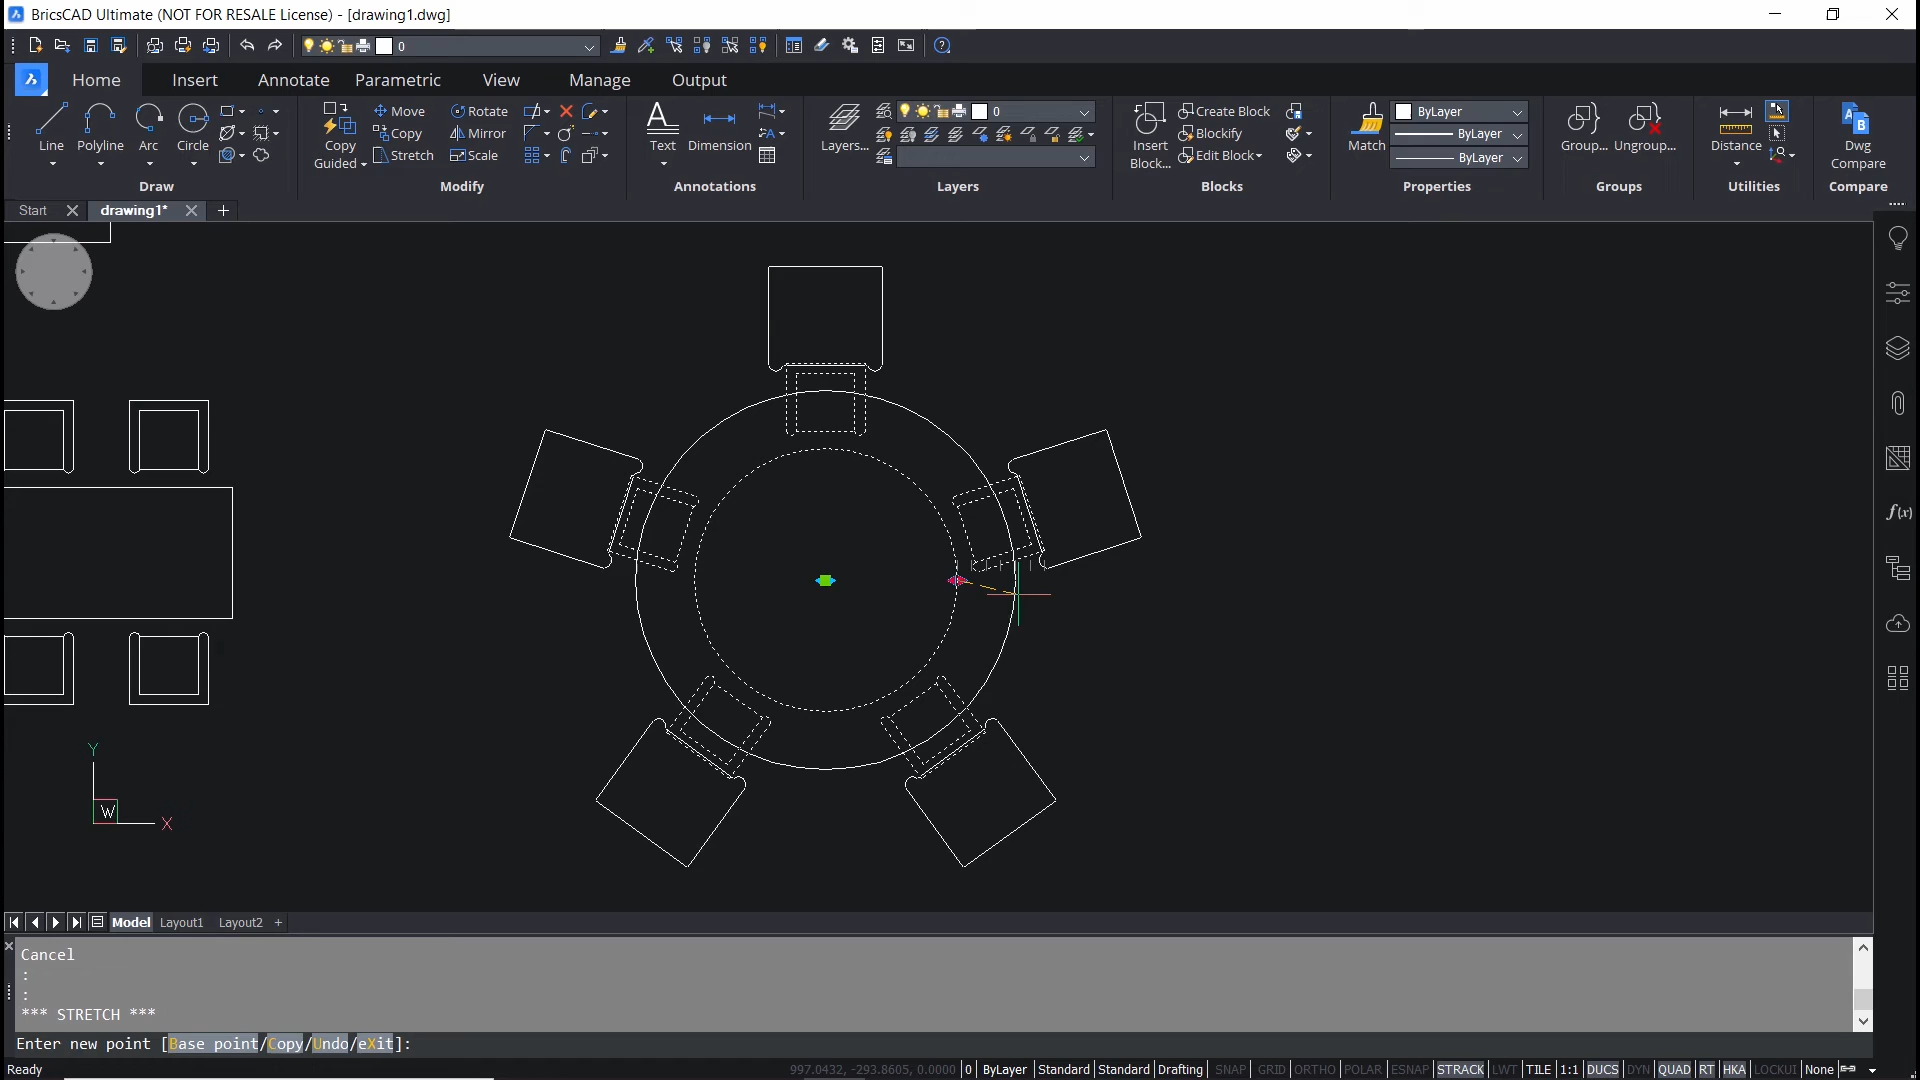 BricsCAD Ultimate (NOT FOR RESALE License) - [drawing1.dwg]
0
Home Insert Annotate Parametric View Manage Output
Line Polyline Arc Circle
Draw
Copy Guided
Move Rotate
Copy Mirror
Stretch Scale
Modify
Text Dimension
Annotations
Layers...
0
Layers
Insert Block...
Create Block
Blockify
Edit Block
Blocks
Match
ByLayer
ByLayer
ByLayer
Properties
Group... Ungroup...
Groups
Distance
Utilities
Dwg Compare
Compare
Start drawing1* +
f(x)
Y
W
X
Model Layout1 Layout2 +
Cancel
:
:
*** STRETCH ***
Enter new point [Base point/Copy/Undo/eXit]:
Ready 997.0432, -293.8605, 0.0000 0 ByLayer Standard Standard Drafting SNAP GRID ORTHO POLAR ESNAP STRACK LWT TILE 1:1 DUCS DYN QUAD RT HKA LOCKUI None